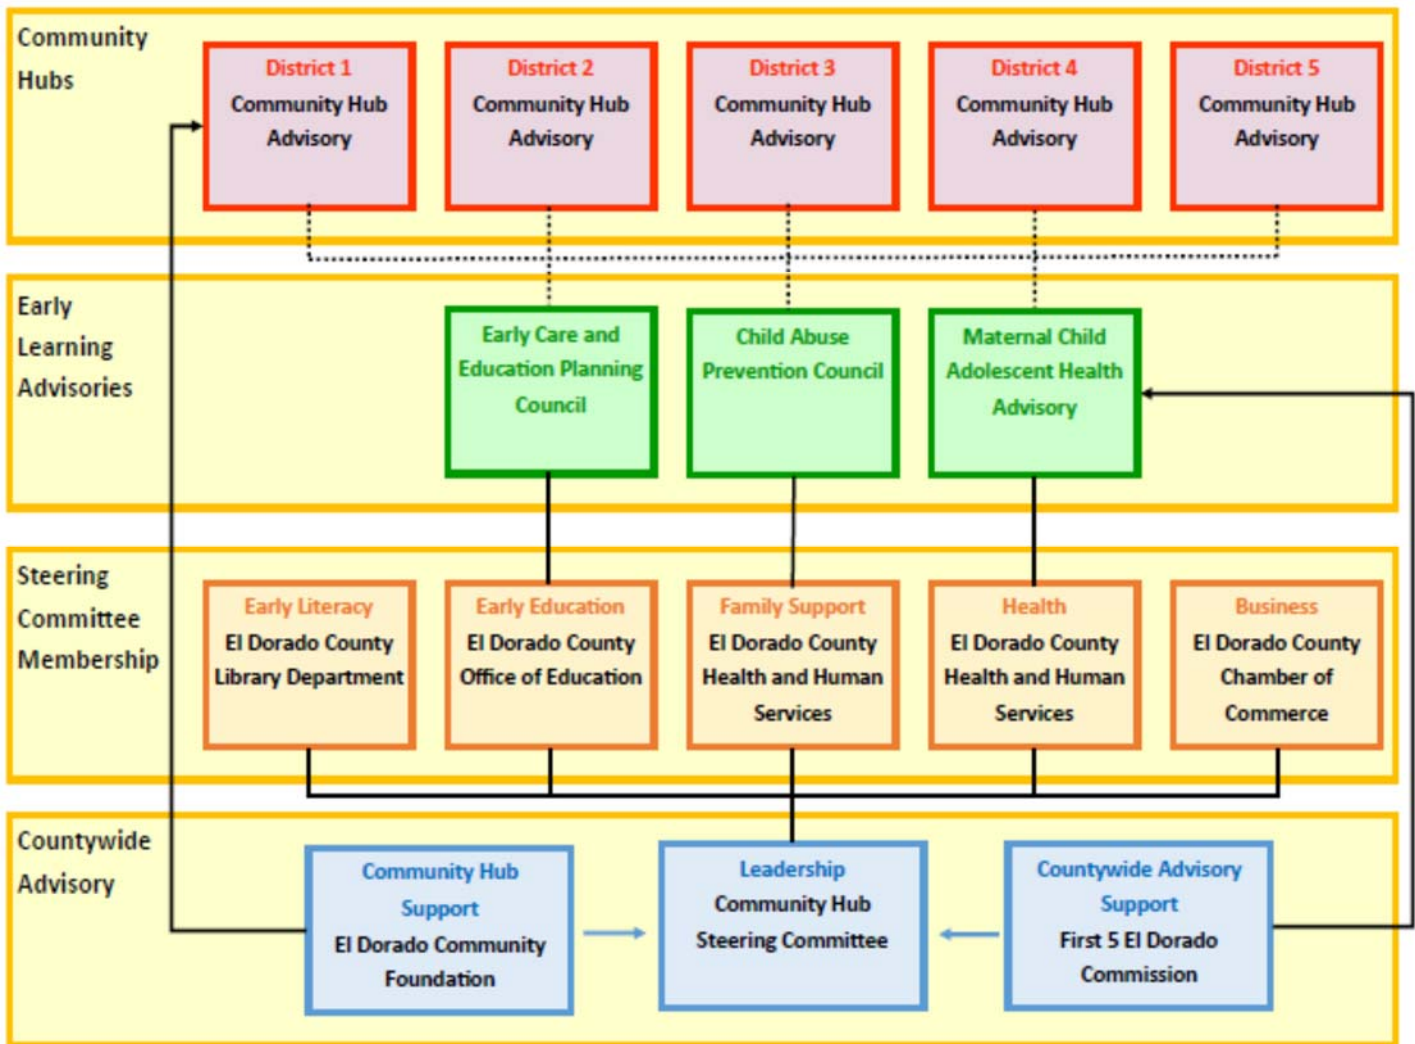 Community
Hubs
District 1
Community Hub
Advisory
District 2
Community Hub
Advisory
District 3
Community Hub
Advisory
District 4
Community Hub
Advisory
District 5
Community Hub
Advisory
Early
Learning
Advisories
Early Care and
Education Planning
Council
Child Abuse
Prevention Council
Maternal Child
Adolescent Health
Advisory
Steering
Committee
Membership
Early Literacy
El Dorado County
Library Department
Early Education
El Dorado County
Office of Education
Family Support
El Dorado County
Health and Human
Services
Health
El Dorado County
Health and Human
Services
Business
El Dorado County
Chamber of
Commerce
Countywide
Advisory
Community Hub
Support
El Dorado Community
Foundation
Leadership
Community Hub
Steering Committee
Countywide Advisory
Support
First 5 El Dorado
Commission